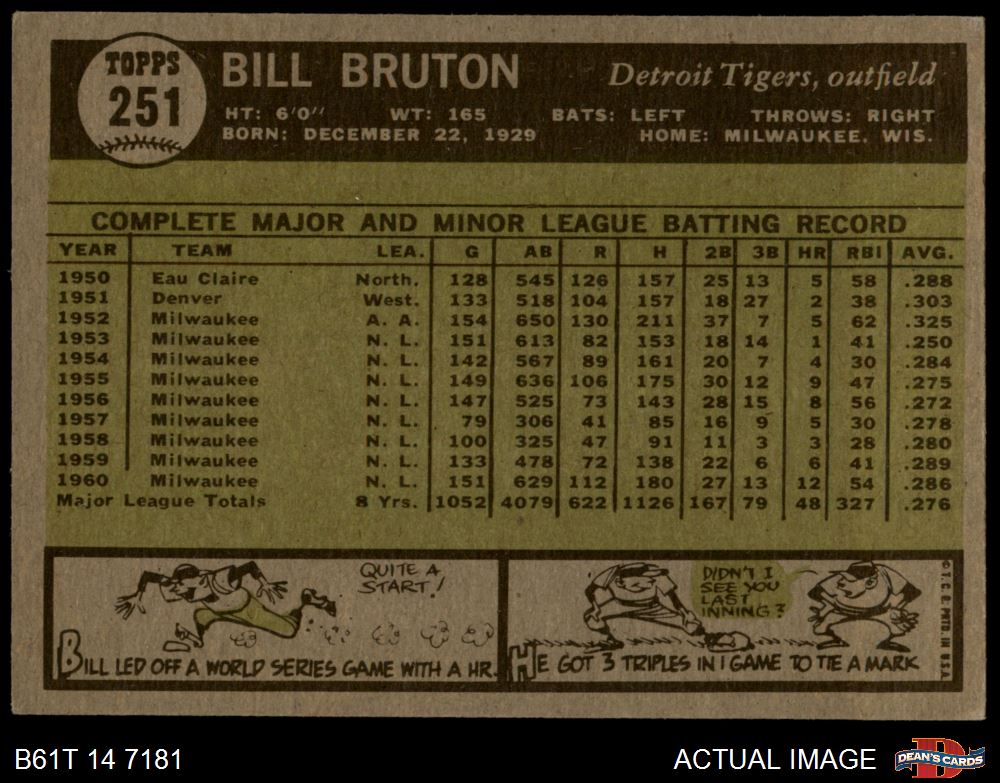 TOPPS
251
BILL BRUTON
Detroit Tigers, outfield
HT: 6'0" WT: 165 BATS: LEFT THROWS: RIGHT
BORN: DECEMBER 22, 1929 HOME: MILWAUKEE, WIS.
COMPLETE MAJOR AND MINOR LEAGUE BATTING RECORD
YEAR TEAM LEA. G AB R H 2B 3B HR RBI AVG.
1950 Eau Claire North. 128 545 126 157 25 13 5 58 .288
1951 Denver West. 133 518 104 157 18 27 2 38 .303
1952 Milwaukee A. A. 154 650 130 211 37 7 5 62 .325
1953 Milwaukee N. L. 151 613 82 153 18 14 1 41 .250
1954 Milwaukee N. L. 142 567 89 161 20 7 4 30 .284
1955 Milwaukee N. L. 149 636 106 175 30 12 9 47 .275
1956 Milwaukee N. L. 147 525 73 143 28 15 8 56 .272
1957 Milwaukee N. L. 79 306 41 85 16 9 5 30 .278
1958 Milwaukee N. L. 100 325 47 91 11 3 3 28 .280
1959 Milwaukee N. L. 133 478 72 138 22 6 6 41 .289
1960 Milwaukee N. L. 151 629 112 180 27 13 12 54 .286
Major League Totals 8 Yrs. 1052 4079 622 1126 167 79 48 327 .276
QUITE A
START!
BILL LED OFF A WORLD SERIES GAME WITH A HR.
DIDN'T I
SEE YOU
LAST
INNING?
HE GOT 3 TRIPLES IN 1 GAME TO TIE A MARK
© T. C. G. PRTD. IN U.S.A.
B61T 14 7181
ACTUAL IMAGE
DEAN'S CARDS